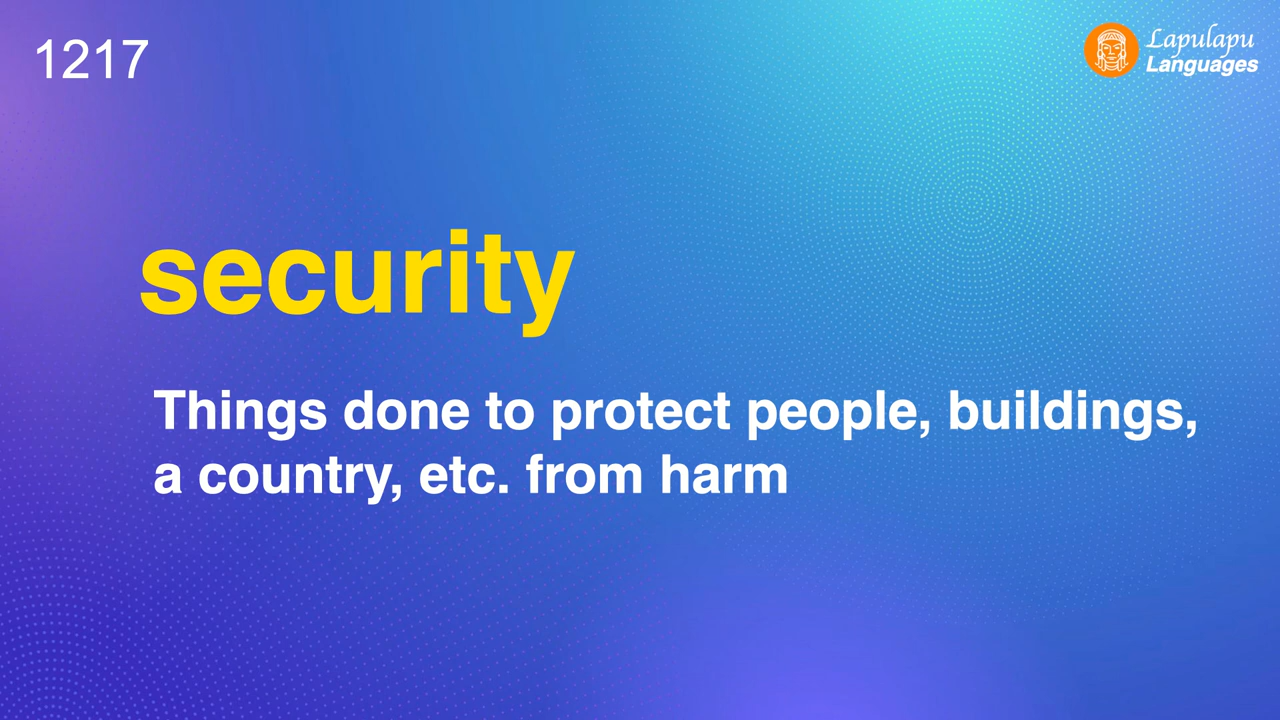 1217
Lapulapu
Languages
security
Things done to protect people, buildings,
a country, etc. from harm